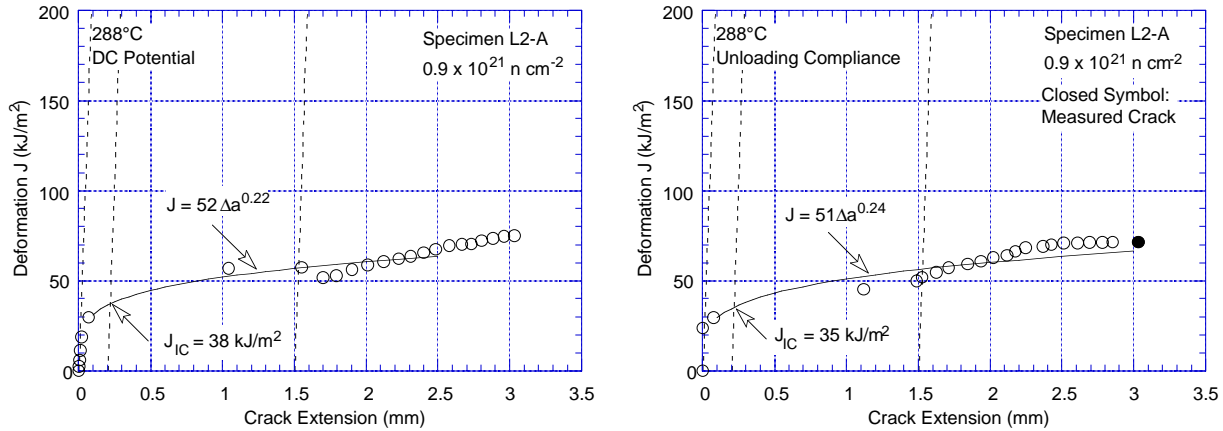 200
150
100
50
0
Deformation J (kJ/m²)
288°C
DC Potential
Specimen L2-A
0.9 x 10²¹ n cm⁻²
J = 52 Δa⁰·²²
J_IC = 38 kJ/m²
0 0.5 1 1.5 2 2.5 3 3.5
Crack Extension (mm)
200
150
100
50
0
Deformation J (kJ/m²)
288°C
Unloading Compliance
Specimen L2-A
0.9 x 10²¹ n cm⁻²
Closed Symbol:
Measured Crack
J = 51Δa⁰·²⁴
J_IC = 35 kJ/m²
0 0.5 1 1.5 2 2.5 3 3.5
Crack Extension (mm)